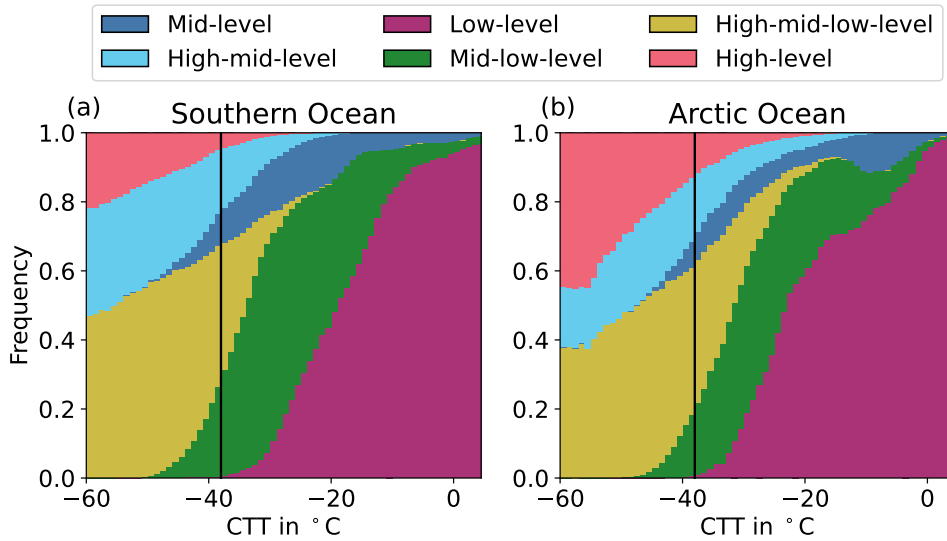 Mid-level Low-level High-mid-low-level
High-mid-level Mid-low-level High-level
(a) Southern Ocean (b) Arctic Ocean
Frequency
1.0 1.0
0.8 0.8
0.6 0.6
0.4 0.4
0.2 0.2
0.0 0.0
−60 −40 −20 0 −60 −40 −20 0
CTT in °C CTT in °C